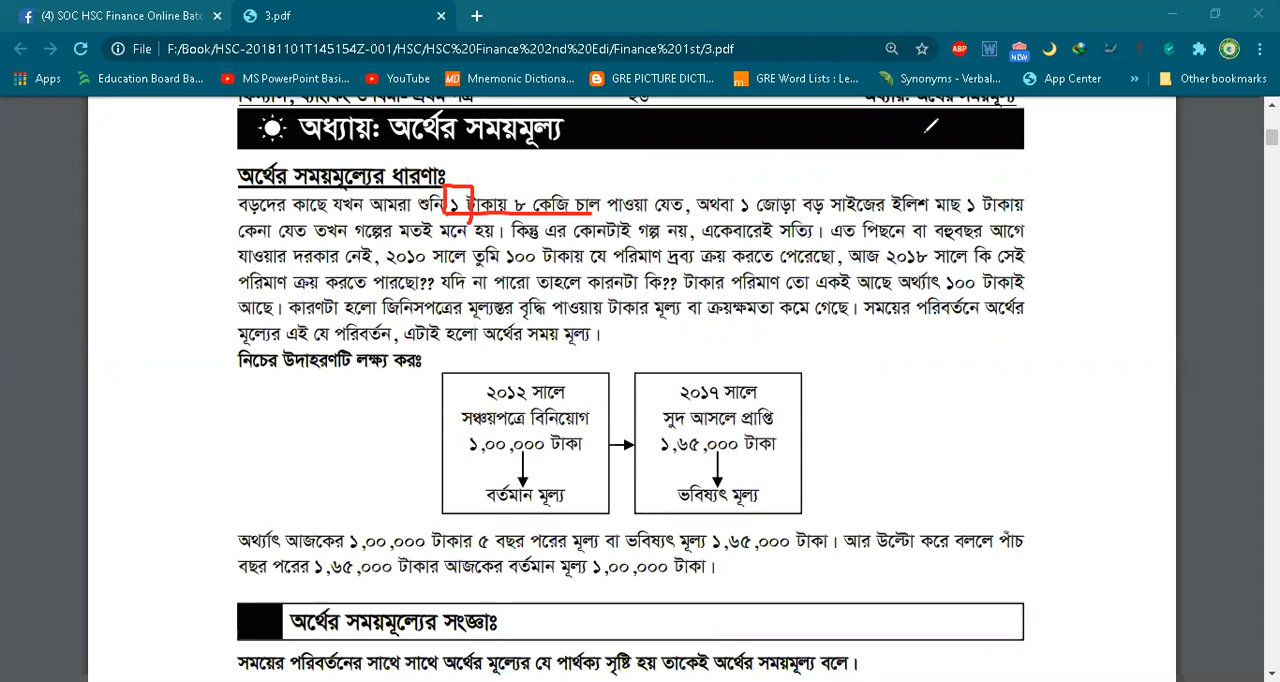 (4) SOC HSC Finance Online Batc
3.pdf
File F:/Book/HSC-20181101T145154Z-001/HSC/HSC%20Finance%202nd%20Edi/Finance%201st/3.pdf
ABP
W
NEW
Apps Education Board Ba... MS PowerPoint Basi... YouTube MO Mnemonic Dictiona... GRE PICTURE DICTI... GRE Word Lists : Le... Synonyms - Verbal... App Center » Other bookmarks
অধ্যায়: অর্থের সময়মূল্য
অর্থের সময়মূল্যের ধারণাঃ
বড়দের কাছে যখন আমরা শুনি ১ টাকায় ৮ কেজি চাল পাওয়া যেত, অথবা ১ জোড়া বড় সাইজের ইলিশ মাছ ১ টাকায়
কেনা যেত তখন গল্পের মতই মনে হয়। কিন্তু এর কোনটাই গল্প নয়, একেবারেই সত্যি। এত পিছনে বা বহুবছর আগে
যাওয়ার দরকার নেই, ২০১০ সালে তুমি ১০০ টাকায় যে পরিমাণ দ্রব্য ক্রয় করতে পেরেছো, আজ ২০১৮ সালে কি সেই
পরিমাণ ক্রয় করতে পারছো?? যদি না পারো তাহলে কারনটা কি?? টাকার পরিমাণ তো একই আছে অর্থ্যাৎ ১০০ টাকাই
আছে। কারণটা হলো জিনিসপত্রের মূল্যস্তর বৃদ্ধি পাওয়ায় টাকার মূল্য বা ক্রয়ক্ষমতা কমে গেছে। সময়ের পরিবর্তনে অর্থের
মূল্যের এই যে পরিবর্তন, এটাই হলো অর্থের সময় মূল্য।
নিচের উদাহরণটি লক্ষ্য করঃ
২০১২ সালে
সঞ্চয়পত্রে বিনিয়োগ
১,০০,০০০ টাকা
বর্তমান মূল্য
২০১৭ সালে
সুদ আসলে প্রাপ্তি
১,৬৫,০০০ টাকা
ভবিষ্যৎ মূল্য
অর্থ্যাৎ আজকের ১,০০,০০০ টাকার ৫ বছর পরের মূল্য বা ভবিষ্যৎ মূল্য ১,৬৫,০০০ টাকা। আর উল্টো করে বললে পাঁচ
বছর পরের ১,৬৫,০০০ টাকার আজকের বর্তমান মূল্য ১,০০,০০০ টাকা।
অর্থের সময়মূল্যের সংজ্ঞাঃ
সময়ের পরিবর্তনের সাথে সাথে অর্থের মূল্যের যে পার্থক্য সৃষ্টি হয় তাকেই অর্থের সময়মূল্য বলে।